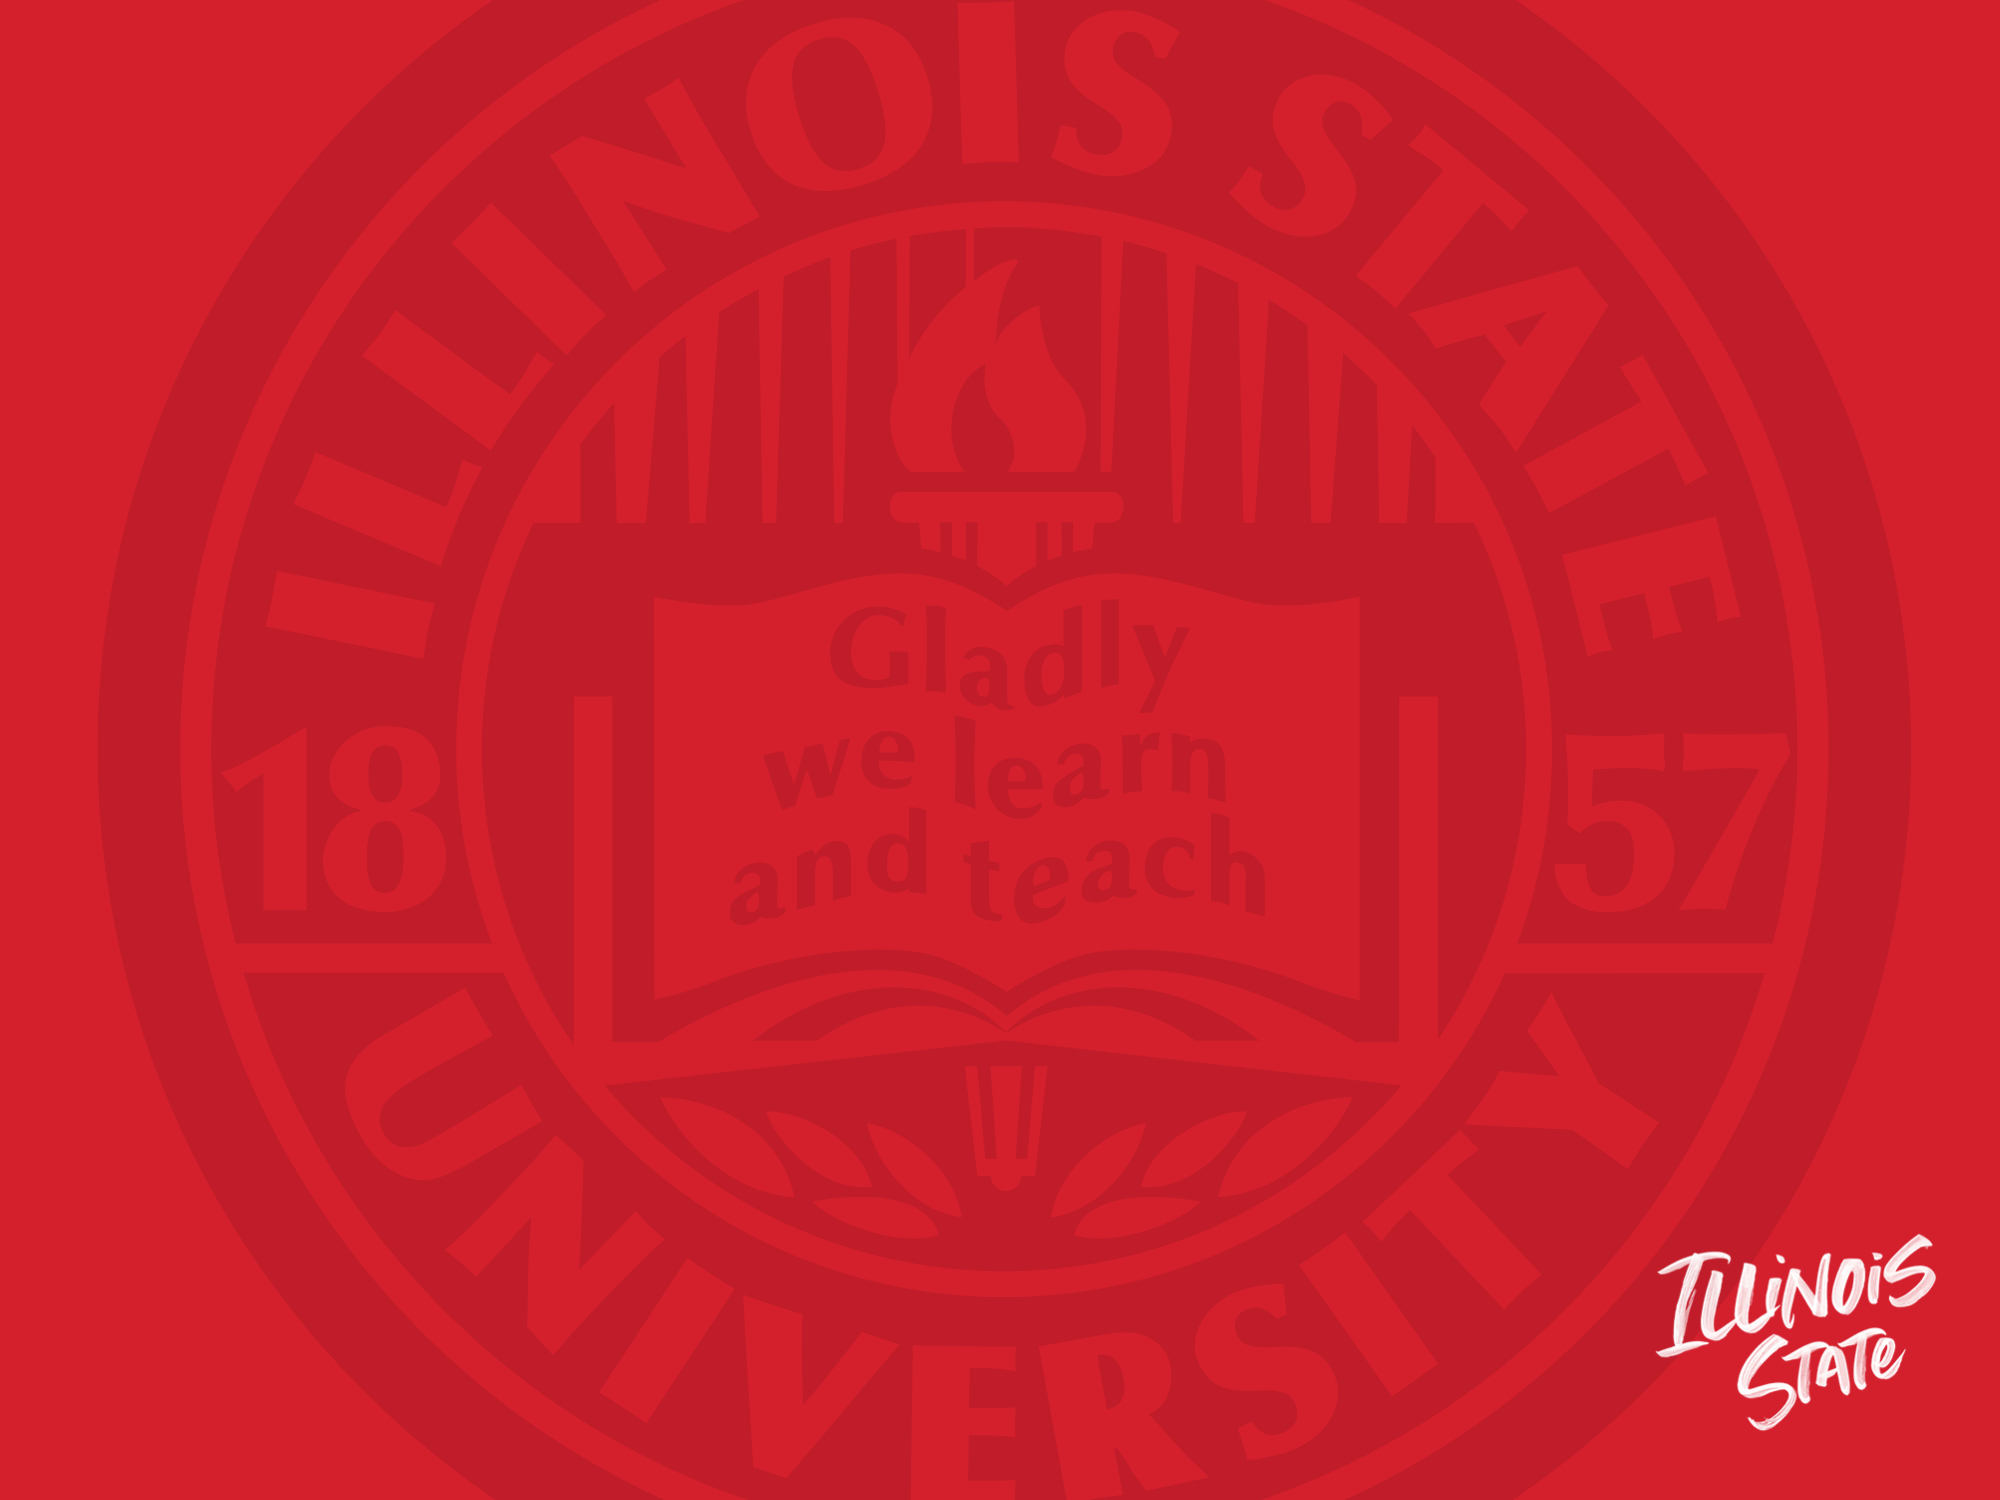 ILLINOIS STATE
18 57
Gladly
we learn
and teach
UNIVERSITY
ILLINOIS
STATE